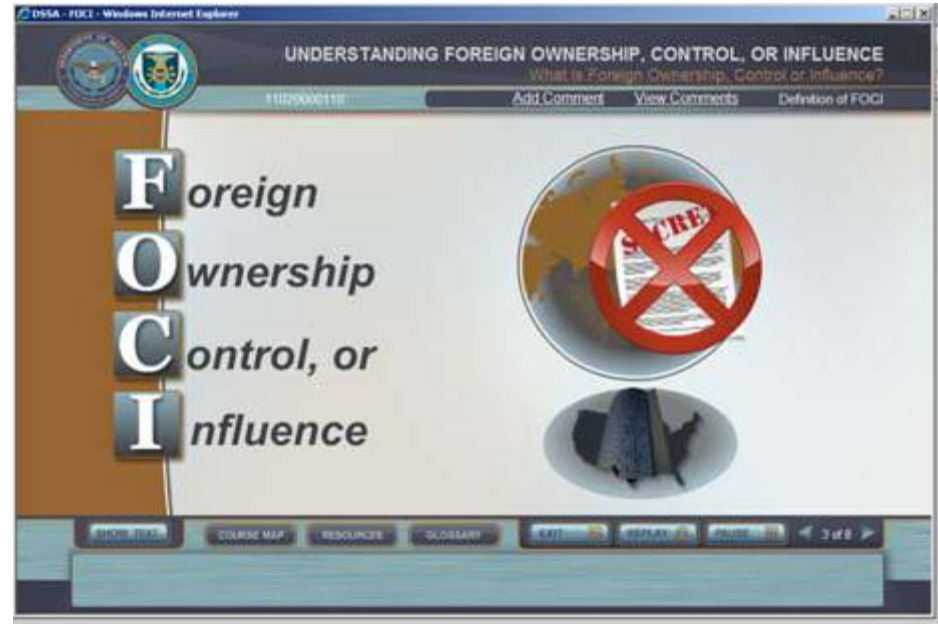 DSSA - FOCI - Windows Internet Explorer
UNDERSTANDING FOREIGN OWNERSHIP, CONTROL, OR INFLUENCE
What is Foreign Ownership, Control or Influence?
11020000110
Add Comment View Comments Definition of FOCI
Foreign
Ownership
Control, or
Influence
SECRET
SHOW TEXT COURSE MAP RESOURCES GLOSSARY EXIT REPLAY PAUSE 3 of 8